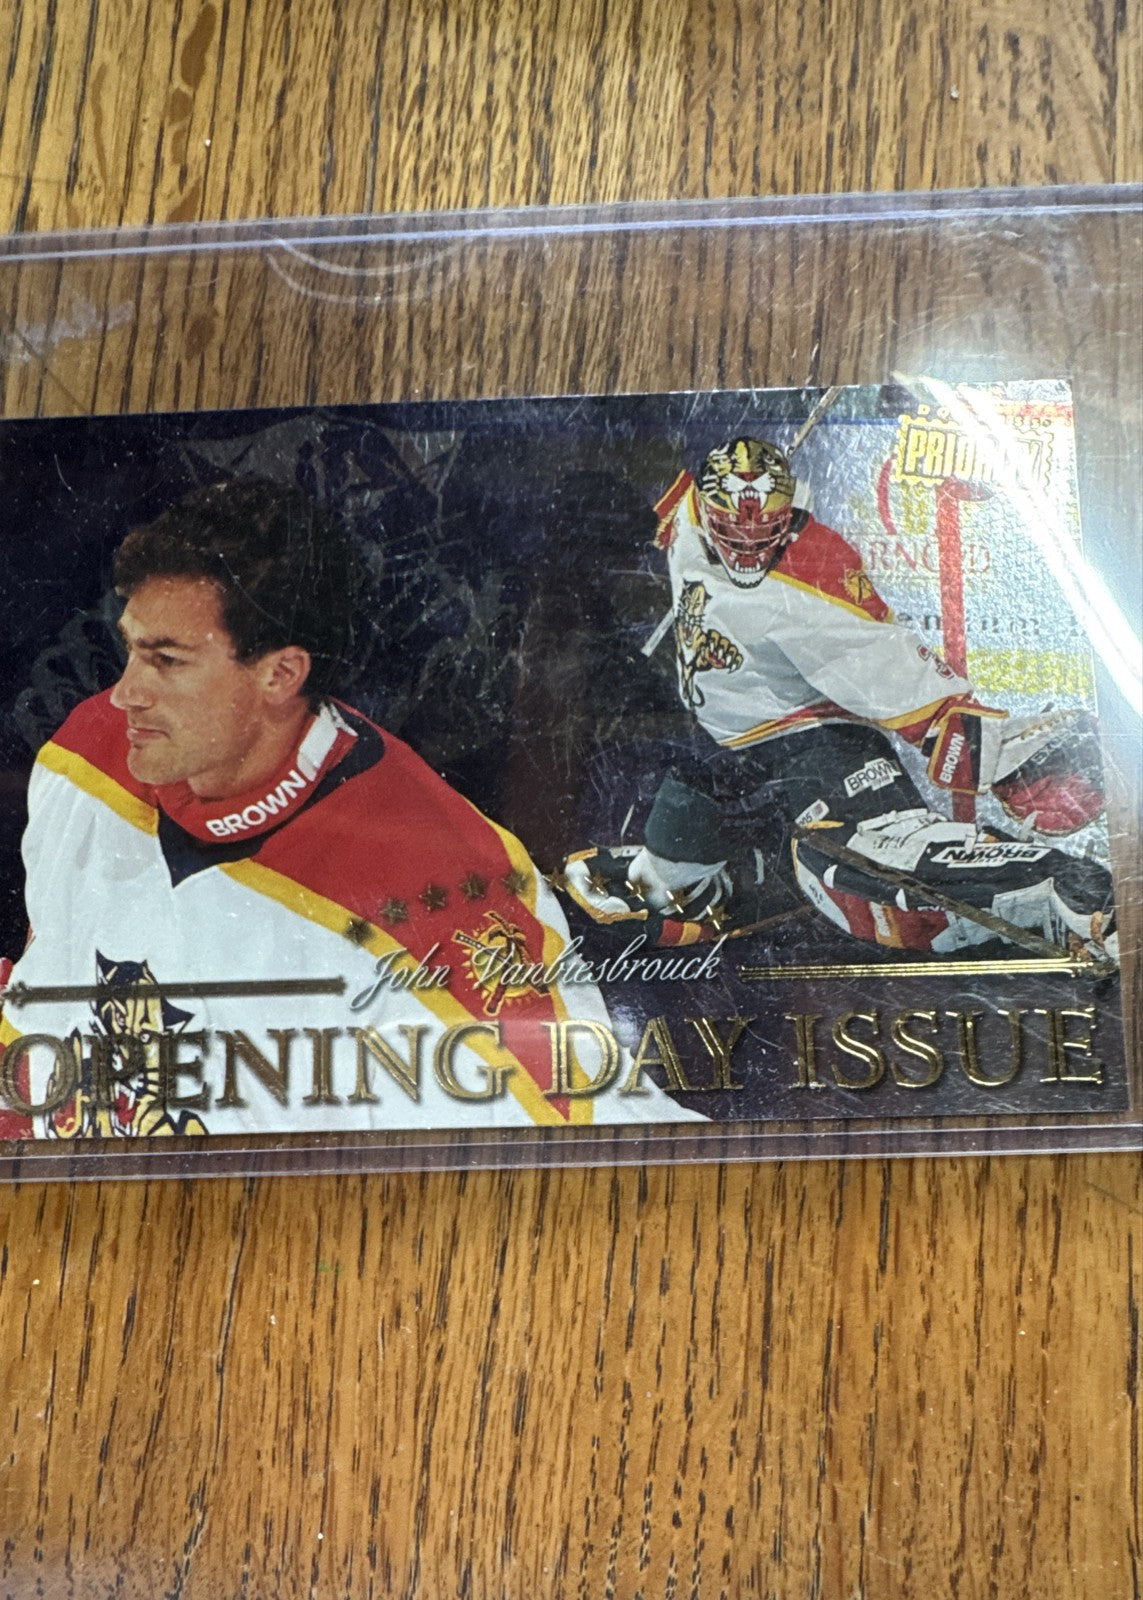 PRIORITY
BROWN
BROWN
BROWN
BROWN
John Vanbiesbrouck
OPENING DAY ISSUE